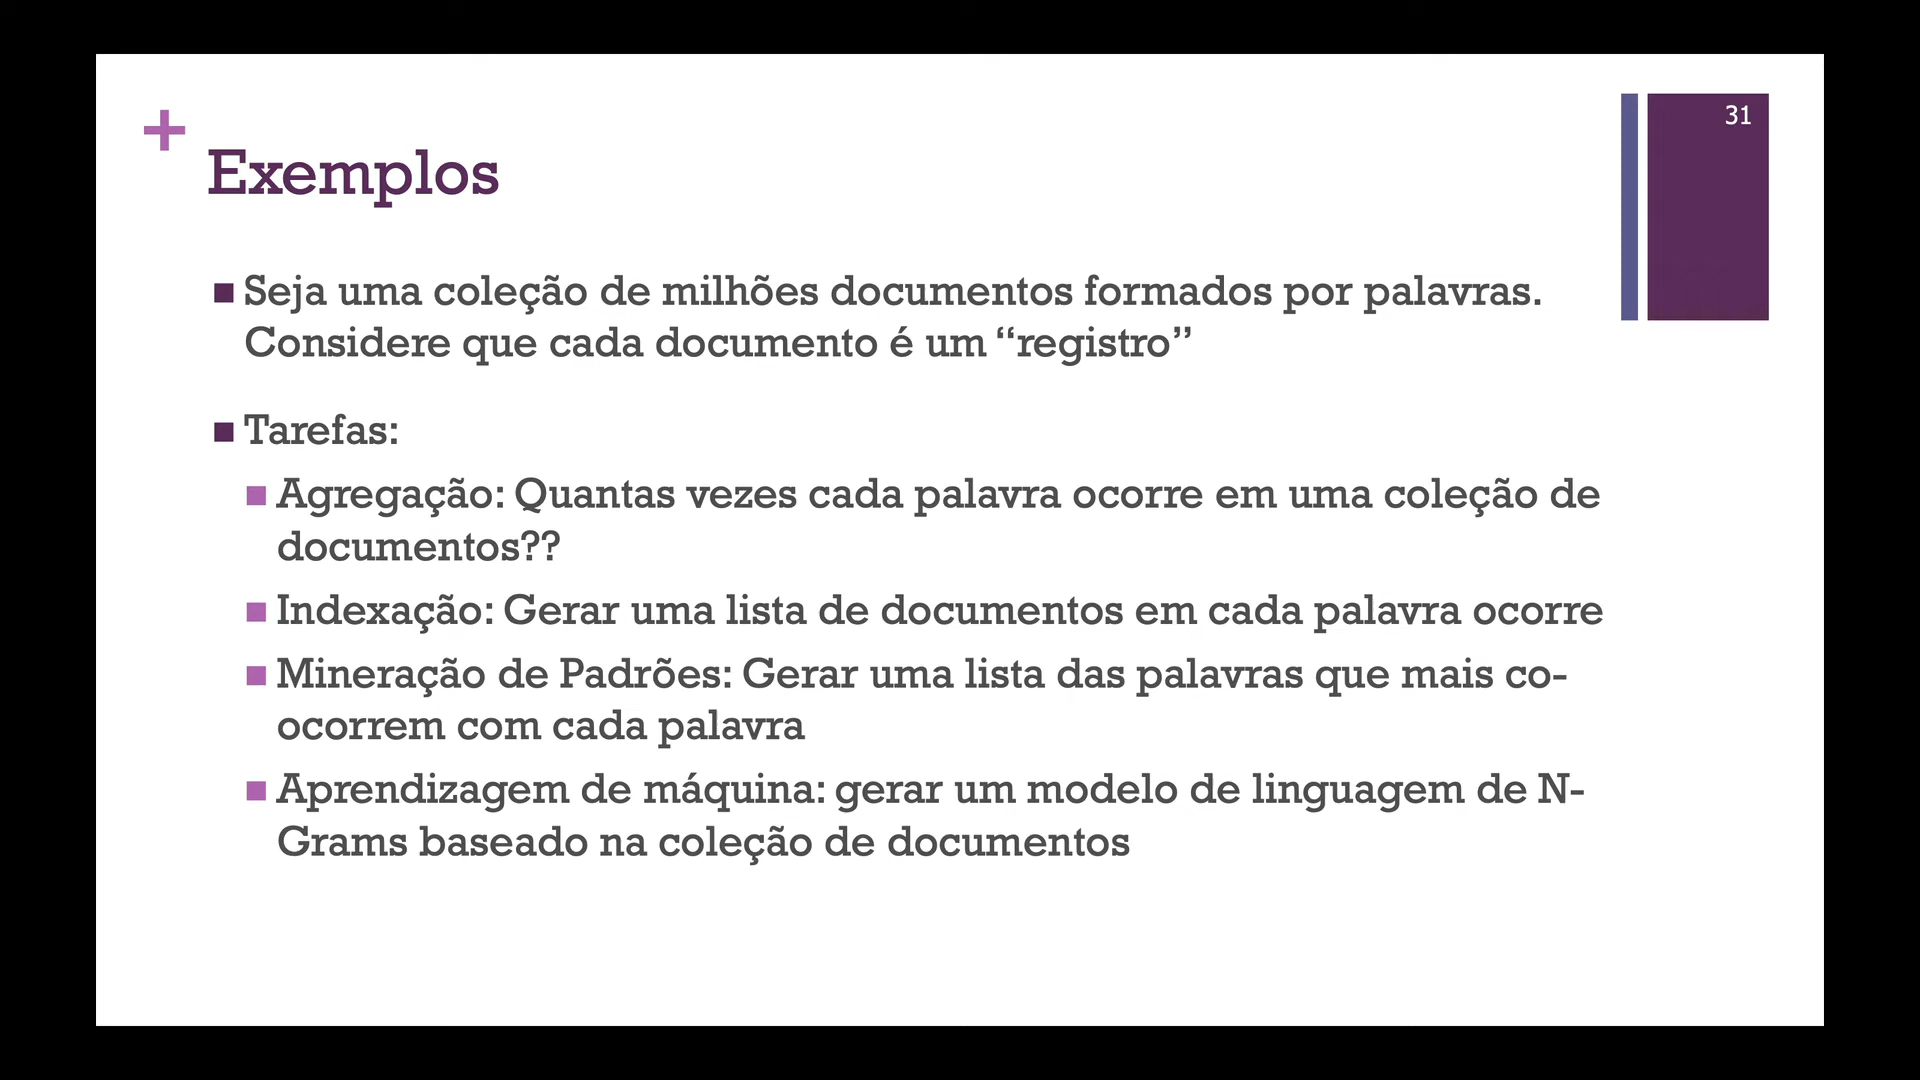 31
+
Exemplos
Seja uma coleção de milhões documentos formados por palavras.
Considere que cada documento é um “registro”
Tarefas:
Agregação: Quantas vezes cada palavra ocorre em uma coleção de
documentos??
Indexação: Gerar uma lista de documentos em cada palavra ocorre
Mineração de Padrões: Gerar uma lista das palavras que mais co-
ocorrem com cada palavra
Aprendizagem de máquina: gerar um modelo de linguagem de N-
Grams baseado na coleção de documentos